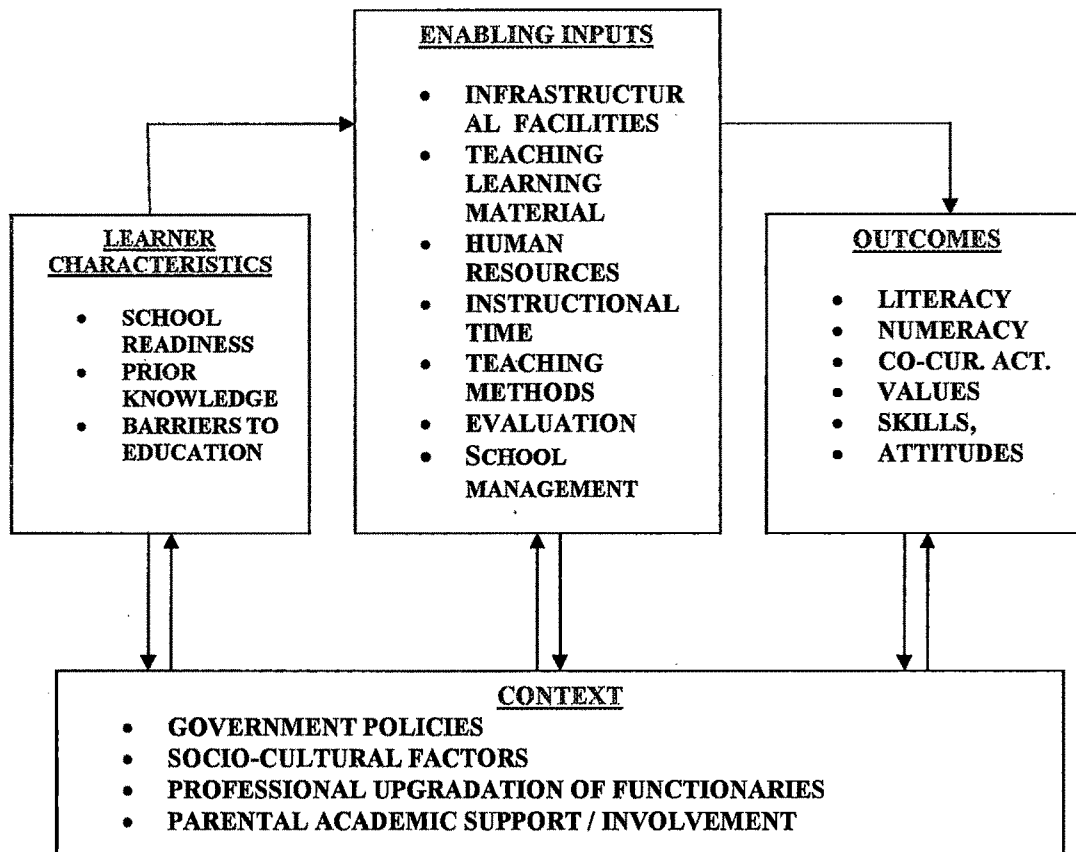 ENABLING INPUTS
• INFRASTRUCTUR
AL FACILITIES
• TEACHING
LEARNING
MATERIAL
• HUMAN
RESOURCES
• INSTRUCTIONAL
TIME
• TEACHING
METHODS
• EVALUATION
• SCHOOL
MANAGEMENT
LEARNER
CHARACTERISTICS
• SCHOOL
READINESS
• PRIOR
KNOWLEDGE
• BARRIERS TO
EDUCATION
OUTCOMES
• LITERACY
• NUMERACY
• CO-CUR. ACT.
• VALUES
• SKILLS,
• ATTITUDES
CONTEXT
• GOVERNMENT POLICIES
• SOCIO-CULTURAL FACTORS
• PROFESSIONAL UPGRADATION OF FUNCTIONARIES
• PARENTAL ACADEMIC SUPPORT / INVOLVEMENT